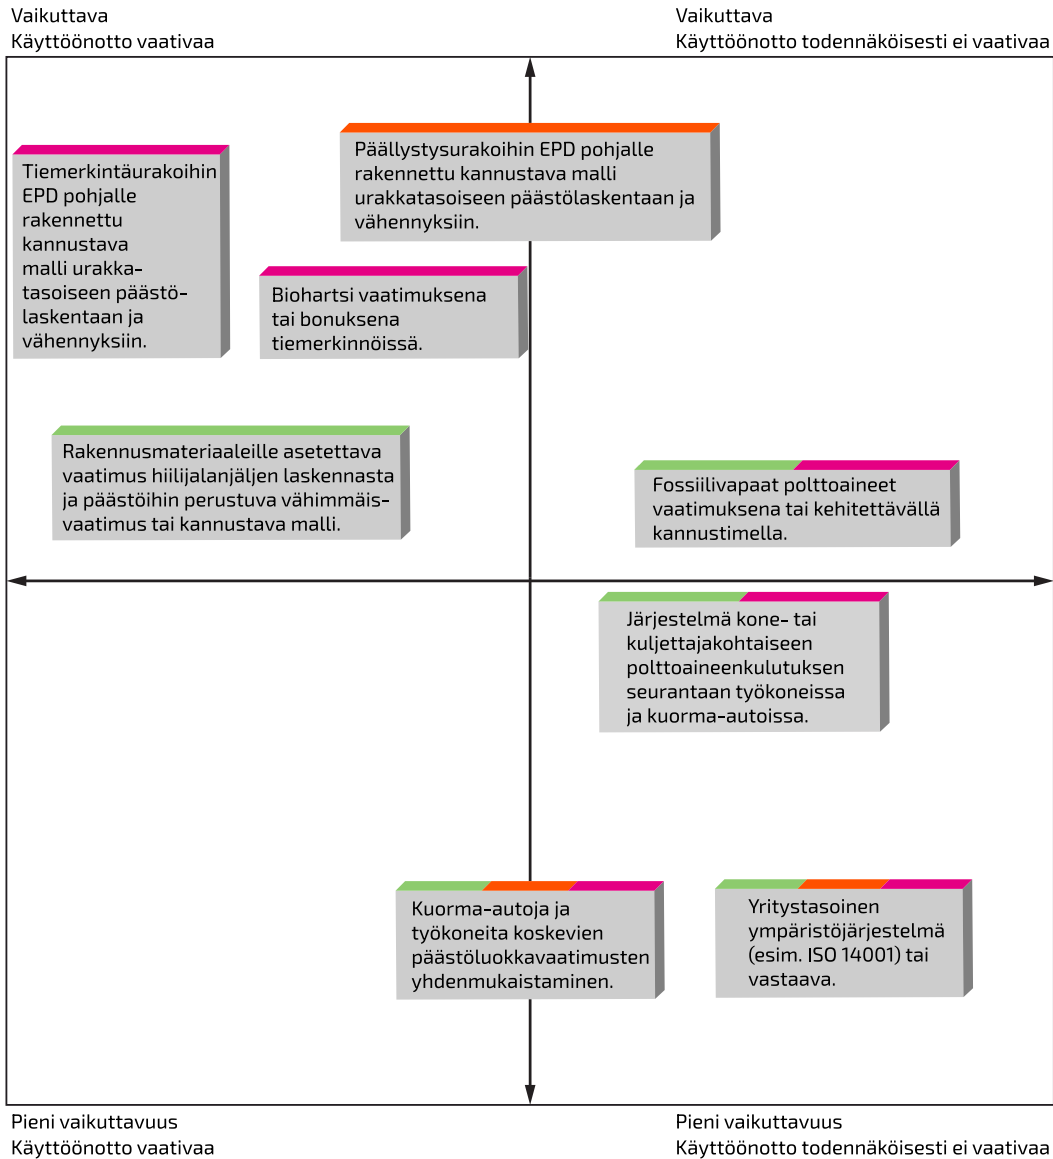 Vaikuttava
Käyttöönotto vaativaa
Vaikuttava
Käyttöönotto todennäköisesti ei vaativaa
Tiemerkintäurakoihin
EPD pohjalle
rakennettu
kannustava
malli urakka-
tasoiseen päästö-
laskentaan ja
vähennyksiin.
Päällystysurakoihin EPD pohjalle
rakennettu kannustava malli
urakkatasoiseen päästölaskentaan ja
vähennyksiin.
Biohartsi vaatimuksena
tai bonuksena
tiemerkinnöissä.
Rakennusmateriaaleille asetettava
vaatimus hiilijalanjäljen laskennasta
ja päästöihin perustuva vähimmäis-
vaatimus tai kannustava malli.
Fossiilivapaat polttoaineet
vaatimuksena tai kehitettävällä
kannustimella.
Järjestelmä kone- tai
kuljettajakohtaiseen
polttoaineenkulutuksen
seurantaan työkoneissa
ja kuorma-autoissa.
Kuorma-autoja ja
työkoneita koskevien
päästöluokkavaatimusten
yhdenmukaistaminen.
Yritystasoinen
ympäristöjärjestelmä
(esim. ISO 14001) tai
vastaava.
Pieni vaikuttavuus
Käyttöönotto vaativaa
Pieni vaikuttavuus
Käyttöönotto todennäköisesti ei vaativaa